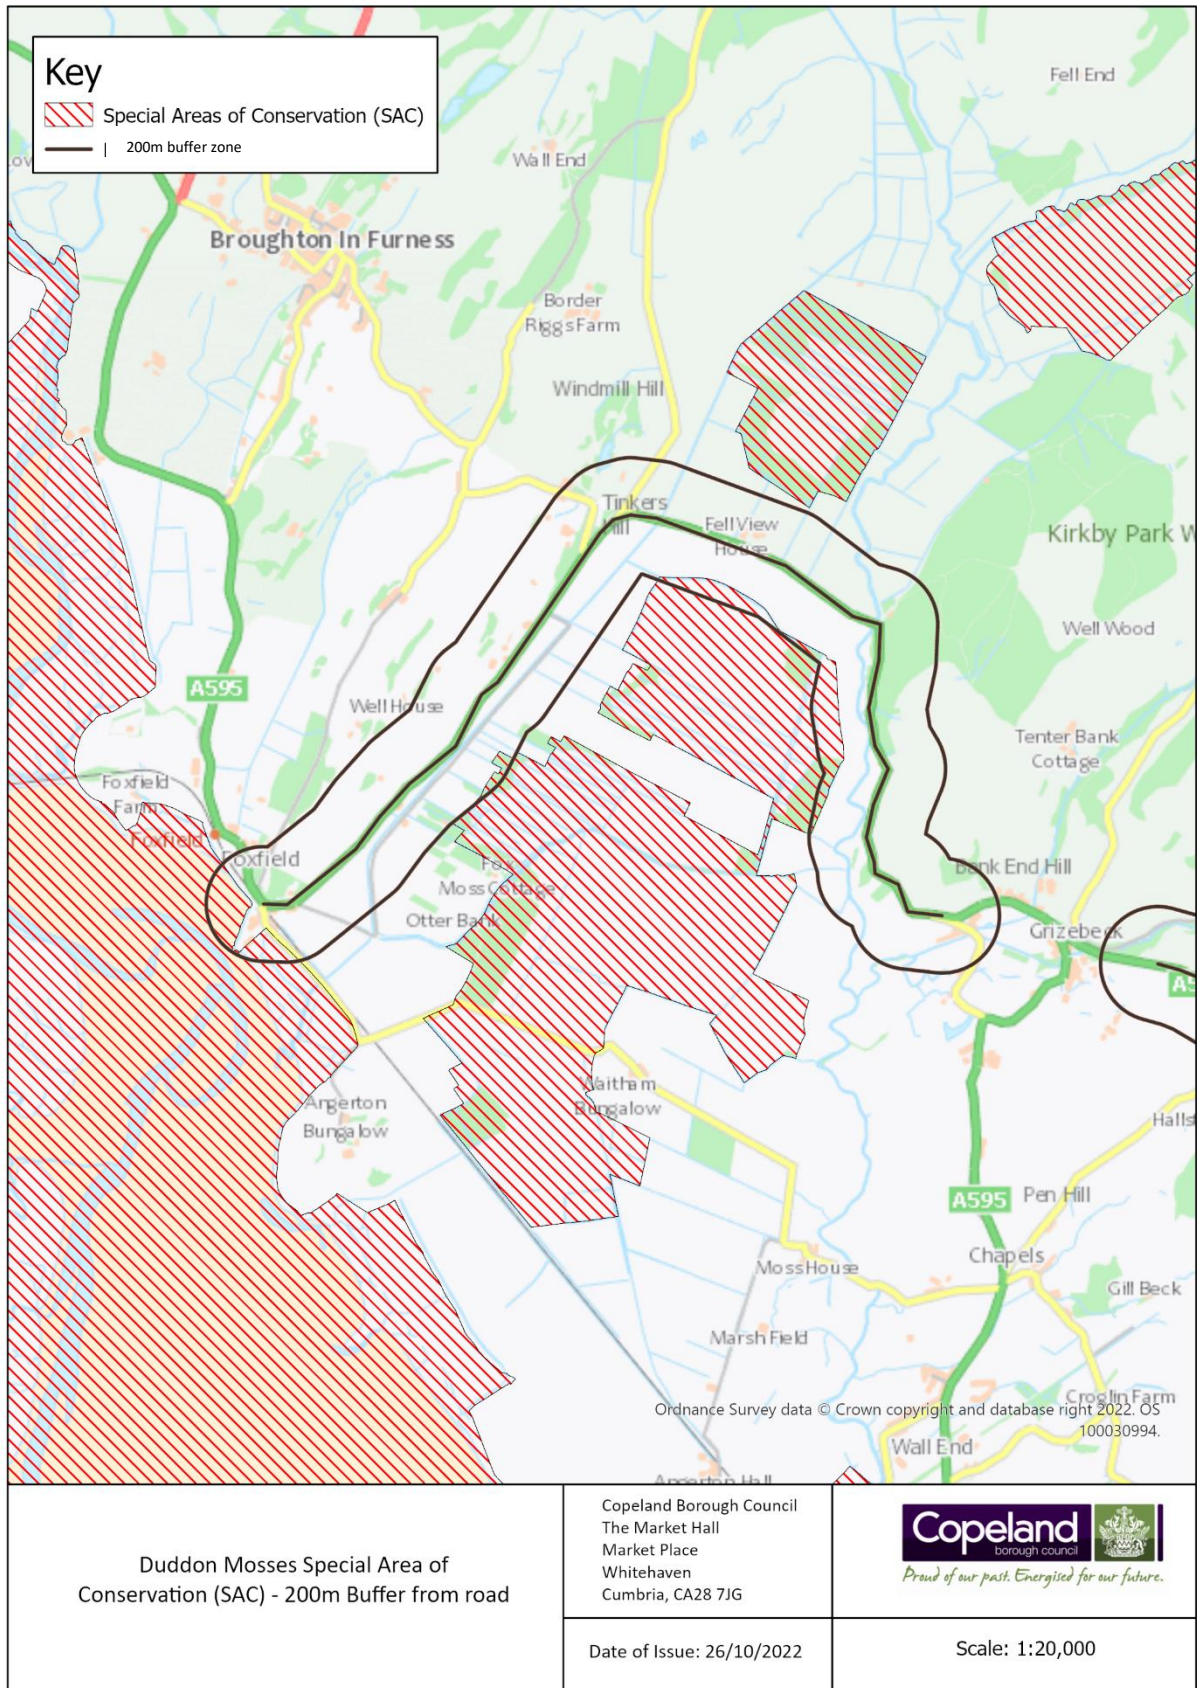 Key
Special Areas of Conservation (SAC)
| 200m buffer zone
Fell End
Wall End
Broughton In Furness
Border
Riggs Farm
Windmill Hill
Tinkers
Hill
Fell View
House
Kirkby Park W
Well Wood
A595
Well House
Tenter Bank
Cottage
Foxfield
Farm
Foxfield
Foxfield
Fox
Moss Cottage
Bank End Hill
Otter Bank
Grizebeck
A5
Waitham
Bungalow
Angerton
Bungalow
Halls
A595
Pen Hill
Chapels
Moss House
Gill Beck
Marsh Field
Croglin Farm
Ordnance Survey data © Crown copyright and database right 2022. OS
100030994.
Wall End
Angerton Hall
Duddon Mosses Special Area of
Conservation (SAC) - 200m Buffer from road
Copeland Borough Council
The Market Hall
Market Place
Whitehaven
Cumbria, CA28 7JG
Date of Issue: 26/10/2022
Copeland
borough council
Proud of our past. Energised for our future.
Scale: 1:20,000